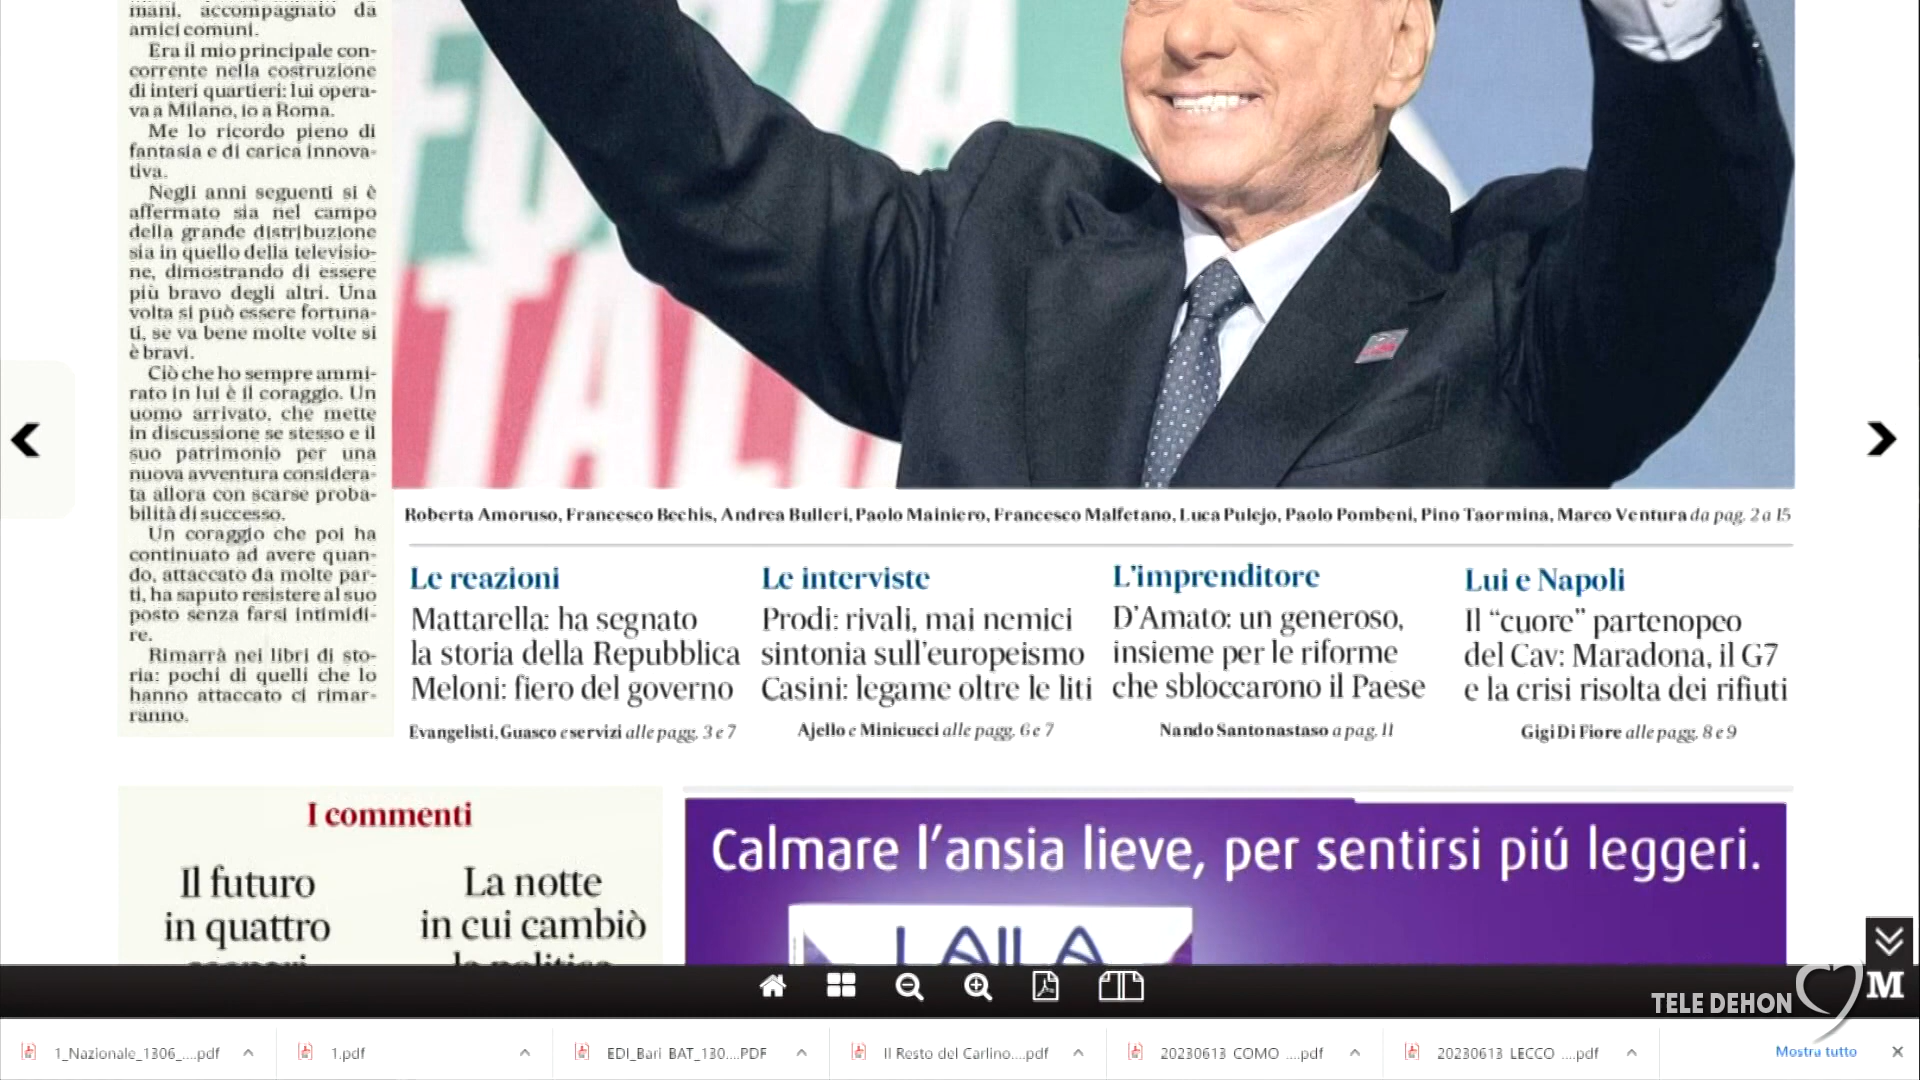 mani, accompagnato da
amici comuni.
Era il mio principale con-
corrente nella costruzione
di interi quartieri: lui opera-
va a Milano, io a Roma.
Me lo ricordo pieno di
fantasia e di carica innova-
tiva.
Negli anni seguenti si è
affermato sia nel campo
della grande distribuzione
sia in quello della televisio-
ne, dimostrando di essere
più bravo degli altri. Una
volta si può essere fortuna-
ti, se va bene molte volte si
è bravi.
Ciò che ho sempre ammi-
rato in lui è il coraggio. Un
uomo arrivato, che mette
in discussione se stesso e il
suo patrimonio per una
nuova avventura considera-
ta allora con scarse proba-
bilità di successo.
Un coraggio che poi ha
continuato ad avere quan-
do, attaccato da molte par-
ti, ha saputo resistere al suo
posto senza farsi intimidi-
re.
Rimarrà nei libri di sto-
ria: pochi di quelli che lo
hanno attaccato ci rimar-
ranno.
FORZA
ITALIA
Roberta Amoruso, Francesco Bechis, Andrea Bulleri, Paolo Mainiero, Francesco Malfetano, Luca Pulejo, Paolo Pombeni, Pino Taormina, Marco Ventura da pag. 2 a 15
Le reazioni
Mattarella: ha segnato
la storia della Repubblica
Meloni: fiero del governo
Evangelisti, Guasco e servizi alle pagg. 3 e 7
Le interviste
Prodi: rivali, mai nemici
sintonia sull'europeismo
Casini: legame oltre le liti
Ajello e Minicucci alle pagg. 6 e 7
L'imprenditore
D'Amato: un generoso,
insieme per le riforme
che sbloccarono il Paese
Nando Santonastaso a pag. 11
Lui e Napoli
Il “cuore” partenopeo
del Cav: Maradona, il G7
e la crisi risolta dei rifiuti
Gigi Di Fiore alle pagg. 8 e 9
I commenti
Il futuro
in quattro
scenari
La notte
in cui cambiò
la politica
Calmare l'ansia lieve, per sentirsi piú leggeri.
LAILA
TELE DEHON
M
1_Nazionale_1306_....pdf
1.pdf
EDI_Bari BAT_130....PDF
Il Resto del Carlino....pdf
20230613 COMO ....pdf
20230613 LECCO ....pdf
Mostra tutto